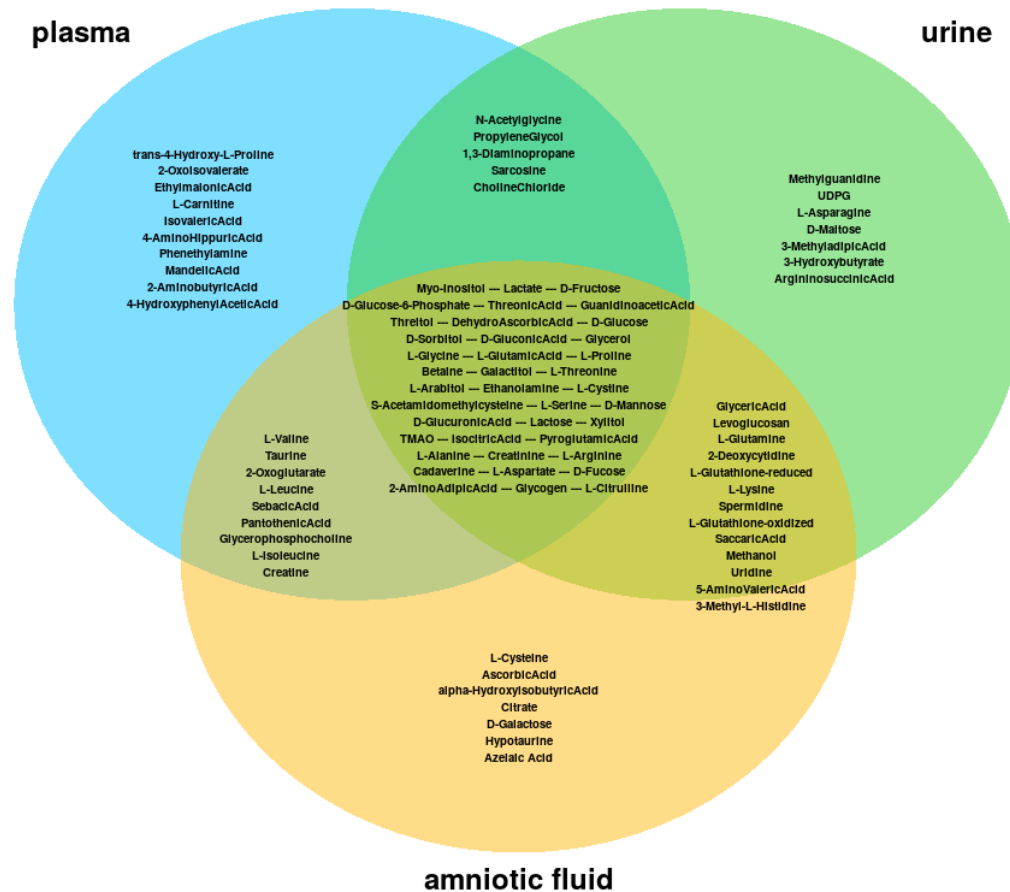 plasma
urine
N-Acetylglycine
PropyleneGlycol
1,3-Diaminopropane
Sarcosine
CholineChloride
trans-4-Hydroxy-L-Proline
2-Oxoisovalerate
EthylmalonicAcid
L-Carnitine
IsovalericAcid
4-AminoHippuricAcid
Phenethylamine
MandelicAcid
2-AminobutyricAcid
4-HydroxyphenylAceticAcid
Methylguanidine
UDPG
L-Asparagine
D-Maltose
3-MethyladipicAcid
3-Hydroxybutyrate
ArgininosuccinicAcid
Myo-inositol --- Lactate --- D-Fructose
D-Glucose-6-Phosphate --- ThreonicAcid --- GuanidinoaceticAcid
Threitol --- DehydroAscorbicAcid --- D-Glucose
D-Sorbitol --- D-GluconicAcid --- Glycerol
L-Glycine --- L-GlutamicAcid --- L-Proline
Betaine --- Galactitol --- L-Threonine
L-Arabitol --- Ethanolamine --- L-Cystine
S-Acetamidomethylcysteine --- L-Serine --- D-Mannose
D-GlucuronicAcid --- Lactose --- Xylitol
TMAO --- IsocitricAcid --- PyroglutamicAcid
L-Alanine --- Creatinine --- L-Arginine
Cadaverine --- L-Aspartate --- D-Fucose
2-AminoAdipicAcid --- Glycogen --- L-Citrulline
L-Valine
Taurine
2-Oxoglutarate
L-Leucine
SebacicAcid
PantothenicAcid
Glycerophosphocholine
L-Isoleucine
Creatine
GlycericAcid
Levoglucosan
L-Glutamine
2-Deoxycytidine
L-Glutathione-reduced
L-Lysine
Spermidine
L-Glutathione-oxidized
SaccaricAcid
Methanol
Uridine
5-AminoValericAcid
3-Methyl-L-Histidine
L-Cysteine
AscorbicAcid
alpha-HydroxyisobutyricAcid
Citrate
D-Galactose
Hypotaurine
Azelaic Acid
amniotic fluid